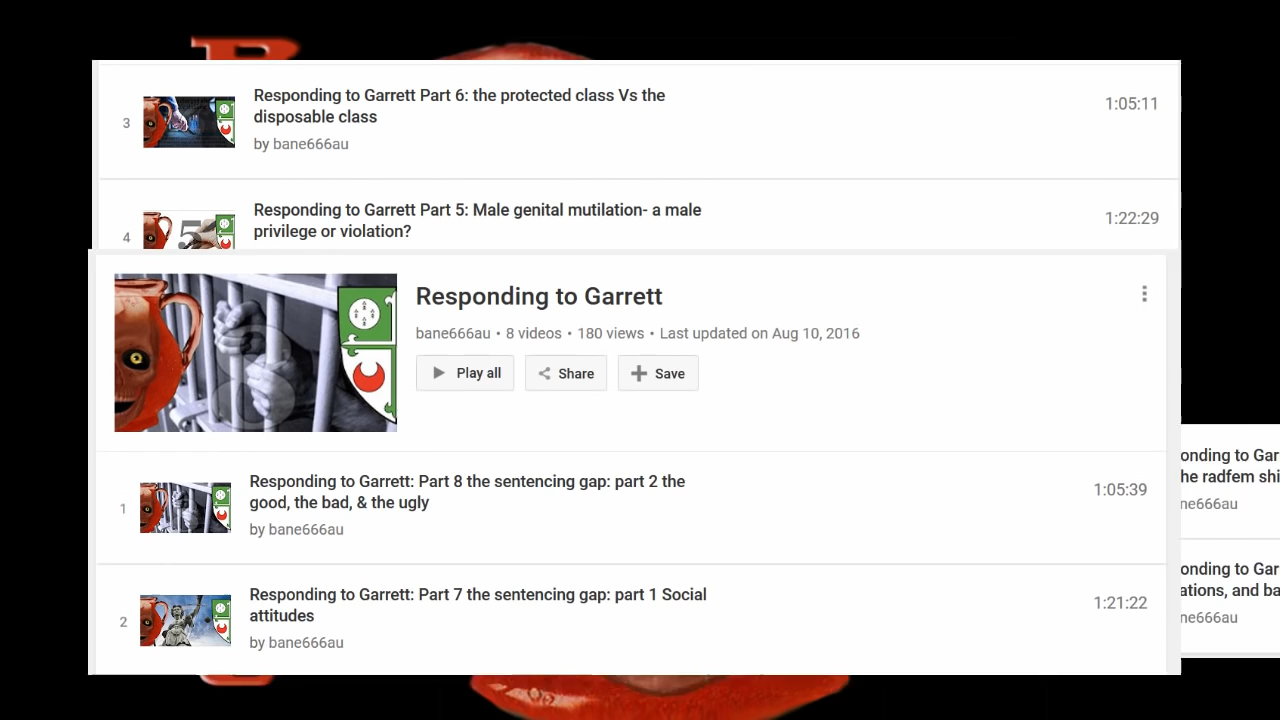 3
Responding to Garrett Part 6: the protected class Vs the
disposable class
by bane666au
1:05:11
4
Responding to Garrett Part 5: Male genital mutilation- a male
privilege or violation?
1:22:29
Responding to Garrett
bane666au • 8 videos • 180 views • Last updated on Aug 10, 2016
Play all
Share
Save
1
Responding to Garrett: Part 8 the sentencing gap: part 2 the
good, the bad, & the ugly
by bane666au
1:05:39
2
Responding to Garrett: Part 7 the sentencing gap: part 1 Social
attitudes
by bane666au
1:21:22
onding to Gar
he radfem shi
ne666au
onding to Gar
ations, and ba
ne666au